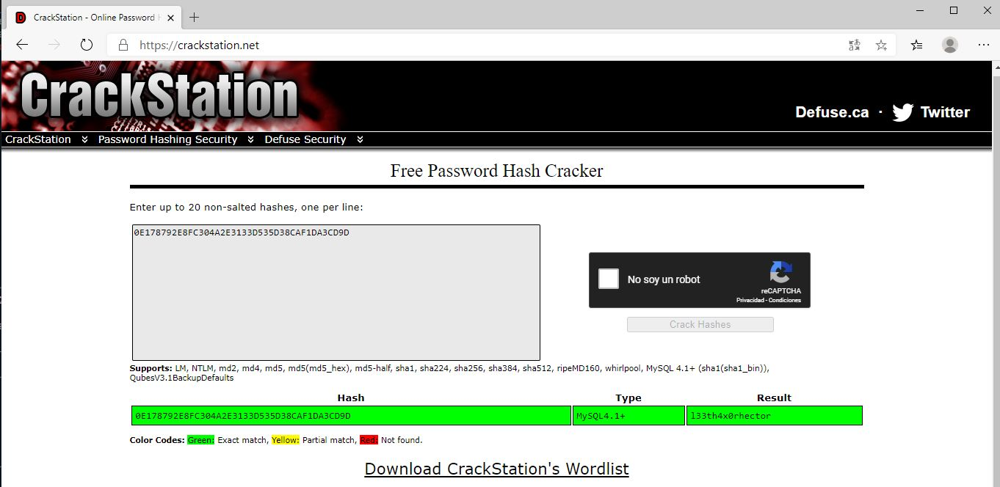 CrackStation - Online Password H
https://crackstation.net
CrackStation
Defuse.ca · Twitter
CrackStation Password Hashing Security Defuse Security
Free Password Hash Cracker
Enter up to 20 non-salted hashes, one per line:
0E178792E8FC304A2E3133D535D38CAF1DA3CD9D
No soy un robot
reCAPTCHA
Privacidad - Condiciones
Crack Hashes
Supports: LM, NTLM, md2, md4, md5, md5(md5_hex), md5-half, sha1, sha224, sha256, sha384, sha512, ripeMD160, whirlpool, MySQL 4.1+ (sha1(sha1_bin)),
QubesV3.1BackupDefaults
Hash Type Result
0E178792E8FC304A2E3133D535D38CAF1DA3CD9D MySQL4.1+ l33th4x0rhector
Color Codes: Green: Exact match, Yellow: Partial match, Red: Not found.
Download CrackStation's Wordlist